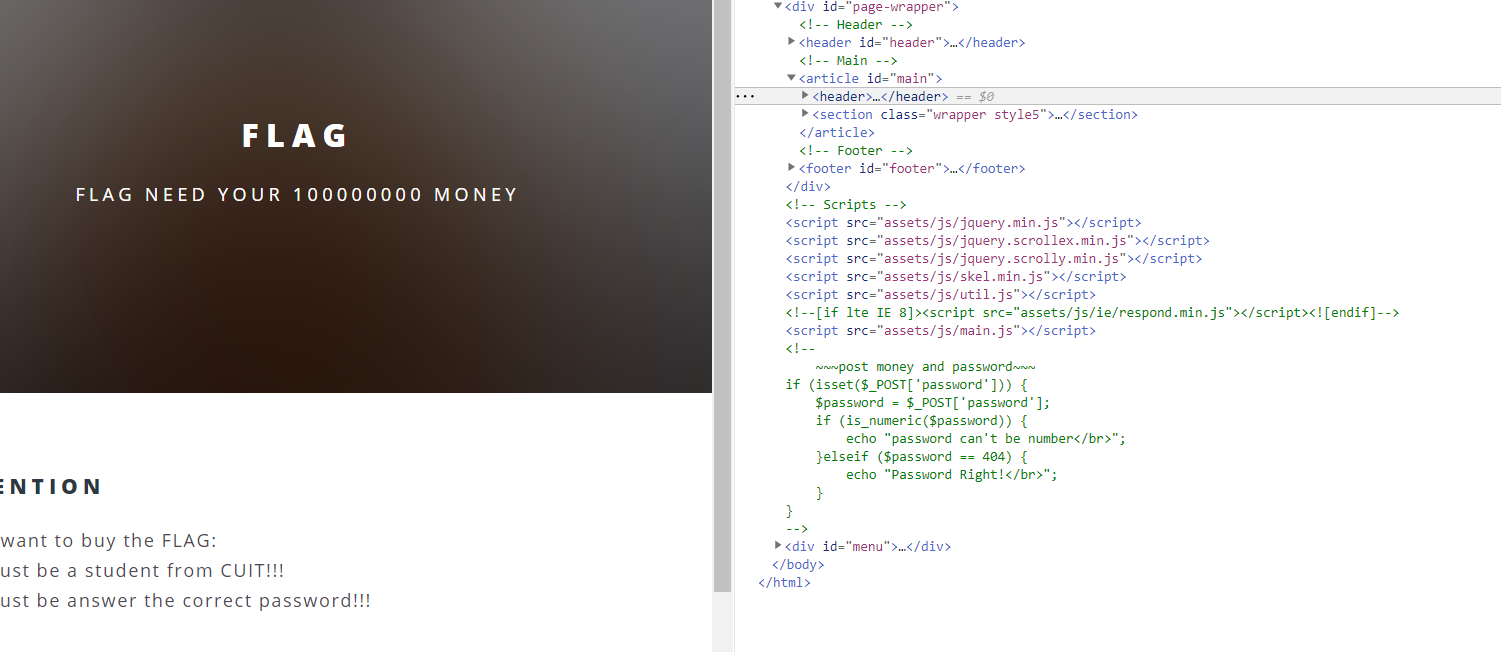 FLAG
FLAG NEED YOUR 100000000 MONEY
ENTION
want to buy the FLAG:
ust be a student from CUIT!!!
ust be answer the correct password!!!
▼<div id="page-wrapper">
<!-- Header -->
▶<header id="header">…</header>
<!-- Main -->
▼<article id="main">
••• ▶<header>…</header> == $0
▶<section class="wrapper style5">…</section>
</article>
<!-- Footer -->
▶<footer id="footer">…</footer>
</div>
<!-- Scripts -->
<script src="assets/js/jquery.min.js"></script>
<script src="assets/js/jquery.scrollex.min.js"></script>
<script src="assets/js/jquery.scrolly.min.js"></script>
<script src="assets/js/skel.min.js"></script>
<script src="assets/js/util.js"></script>
<!--[if lte IE 8]><script src="assets/js/ie/respond.min.js"></script><![endif]-->
<script src="assets/js/main.js"></script>
<!--
~~~post money and password~~~
if (isset($_POST['password'])) {
$password = $_POST['password'];
if (is_numeric($password)) {
echo "password can't be number</br>";
}elseif ($password == 404) {
echo "Password Right!</br>";
}
}
-->
▶<div id="menu">…</div>
</body>
</html>